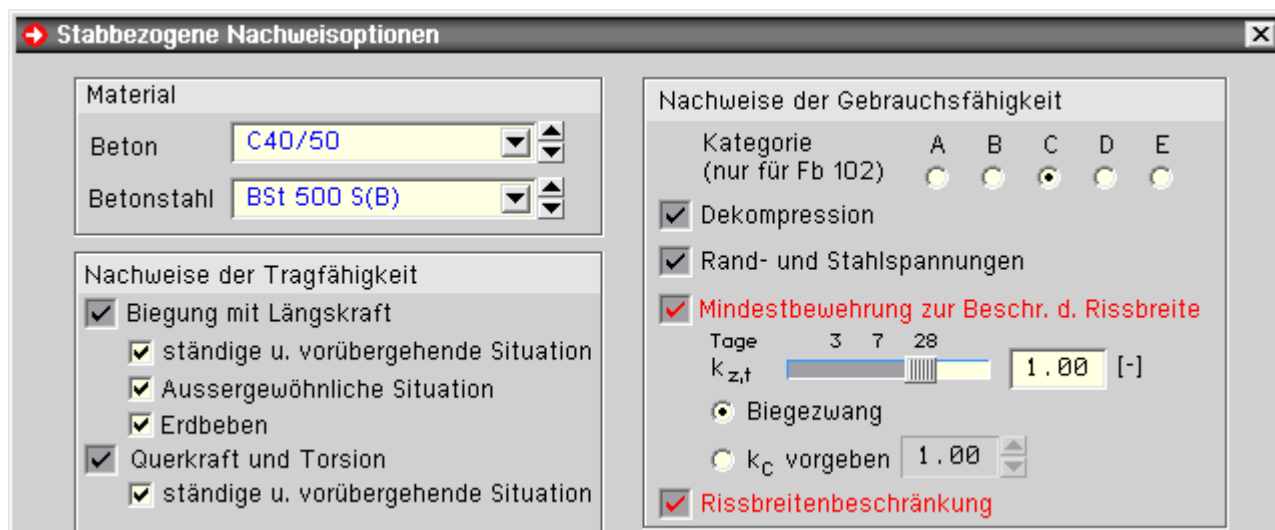 Stabbezogene Nachweisoptionen
Material
Beton C40/50
Betonstahl BSt 500 S(B)
Nachweise der Tragfähigkeit
Biegung mit Längskraft
ständige u. vorübergehende Situation
Aussergewöhnliche Situation
Erdbeben
Querkraft und Torsion
ständige u. vorübergehende Situation
Nachweise der Gebrauchsfähigkeit
Kategorie A B C D E
(nur für Fb 102)
Dekompression
Rand- und Stahlspannungen
Mindestbewehrung zur Beschr. d. Rissbreite
Tage 3 7 28
kz,t 1.00 [-]
Biegezwang
kc vorgeben 1.00
Rissbreitenbeschränkung